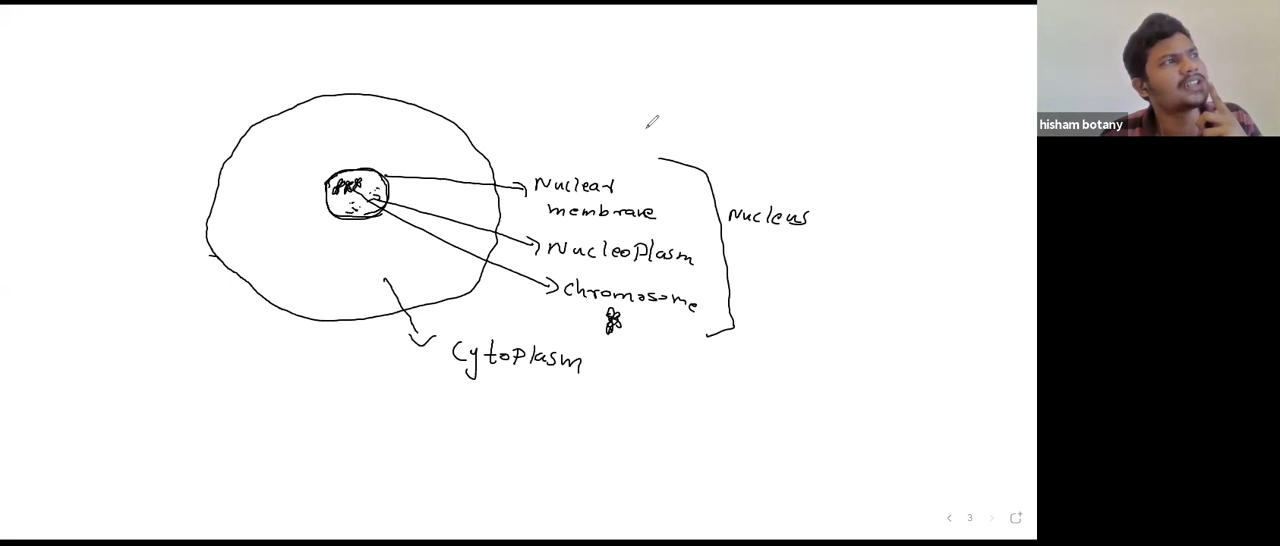 Nuclear
membrane
Nucleus
Nucleoplasm
chromosome
Cytoplasm
hisham botany
3